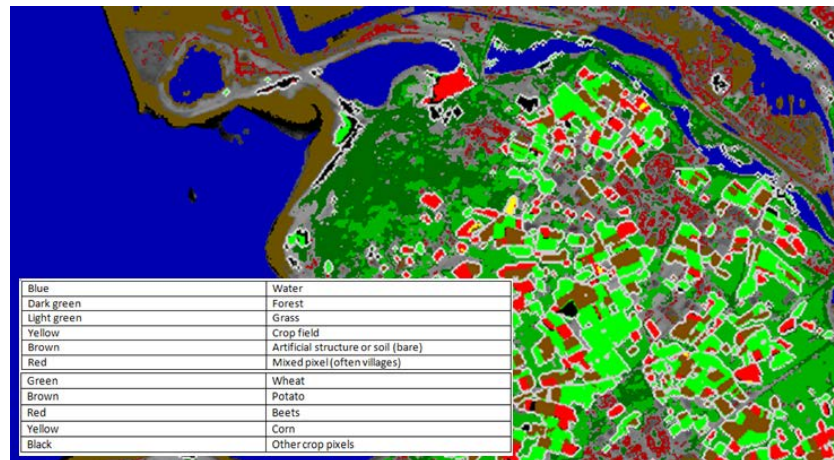 Blue Water
Dark green Forest
Light green Grass
Yellow Crop field
Brown Artificial structure or soil (bare)
Red Mixed pixel (often villages)
Green Wheat
Brown Potato
Red Beets
Yellow Corn
Black Other crop pixels